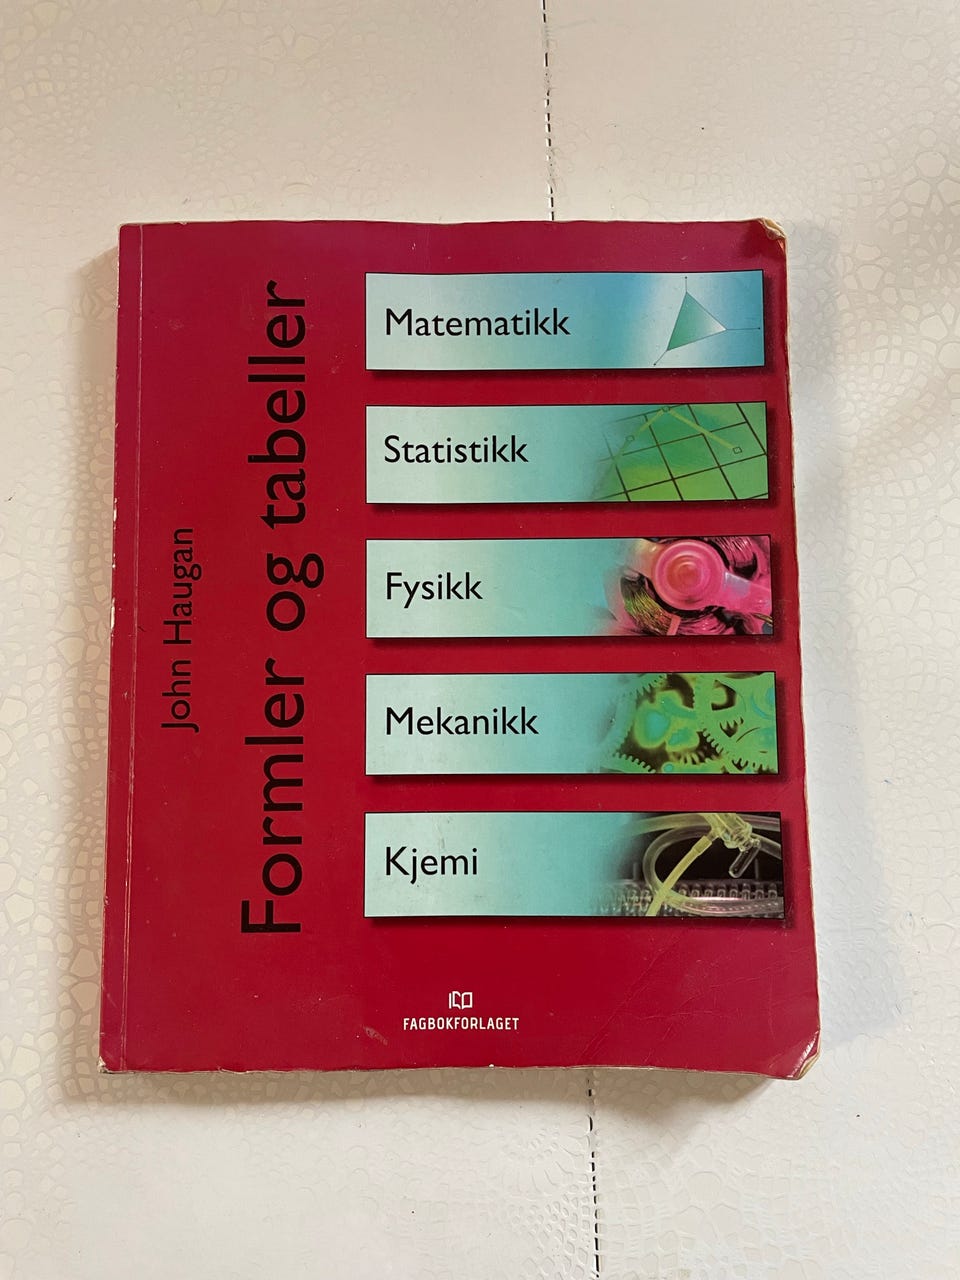 John Haugan
Formler og tabeller
Matematikk
Statistikk
Fysikk
Mekanikk
Kjemi
FAGBOKFORLAGET